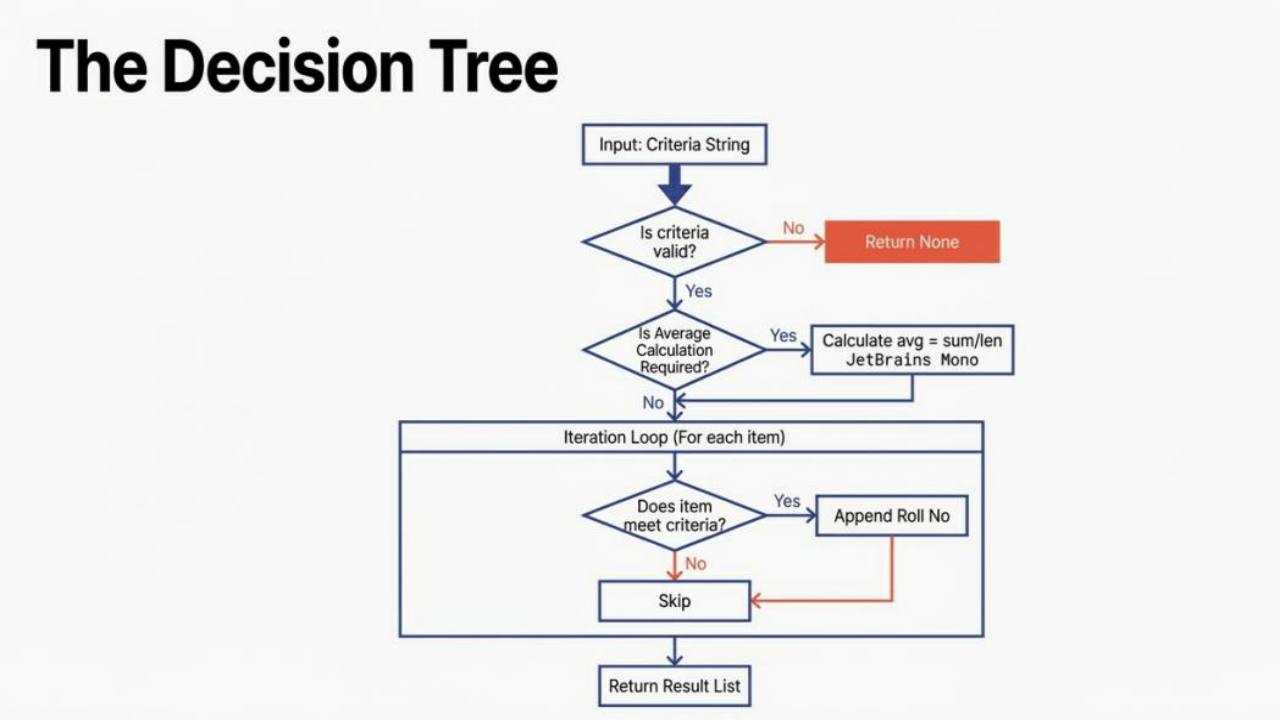 The Decision Tree
Input: Criteria String
Is criteria
valid?
No
Return None
Yes
Is Average
Calculation
Required?
Yes
Calculate avg = sum/len
JetBrains Mono
No
Iteration Loop (For each item)
Does item
meet criteria?
Yes
Append Roll No
No
Skip
Return Result List